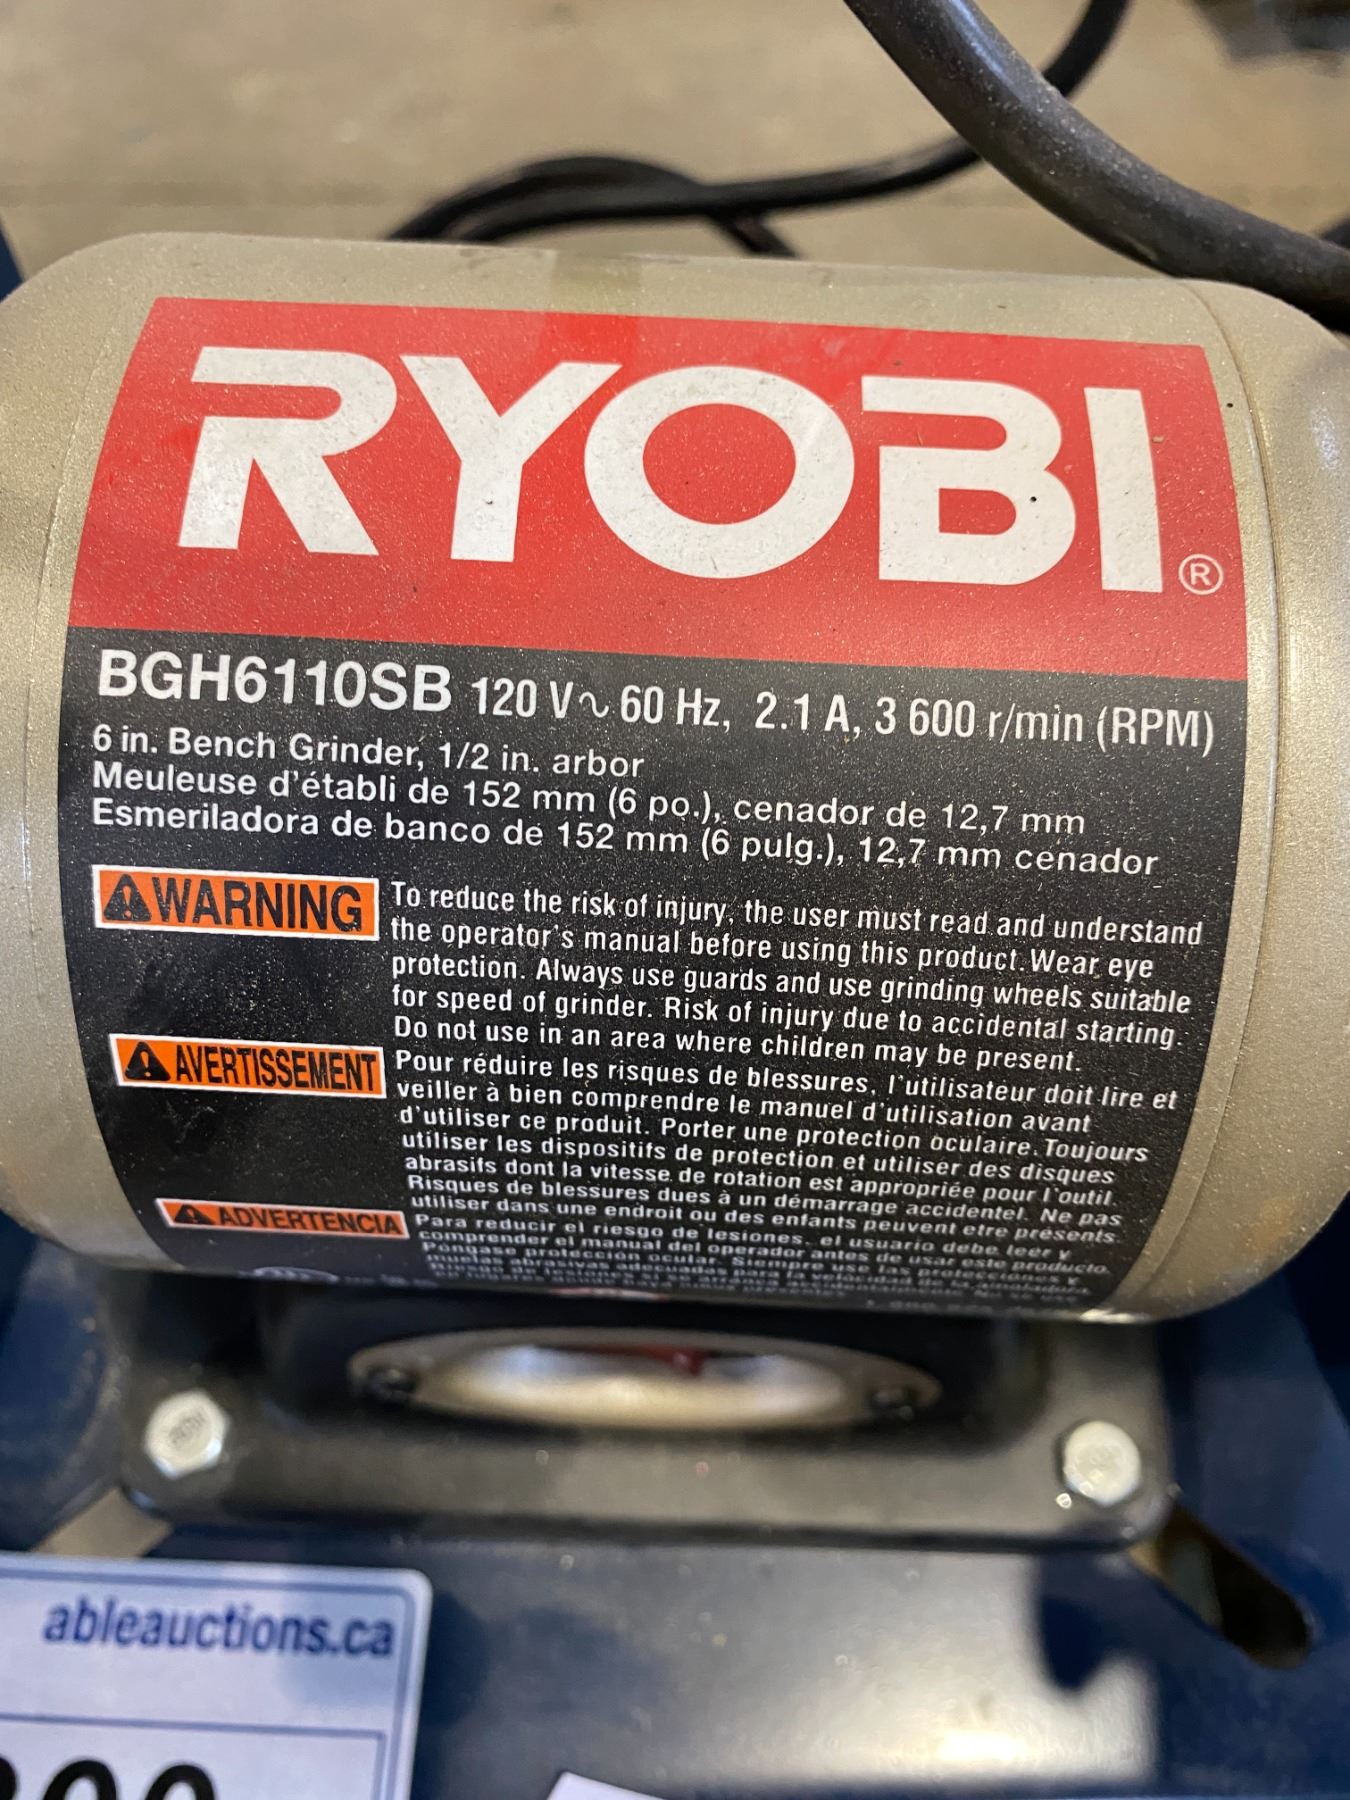 RYOBI®
BGH6110SB 120 V~ 60 Hz, 2.1 A, 3 600 r/min (RPM)
6 in. Bench Grinder, 1/2 in. arbor
Meuleuse d'établi de 152 mm (6 po.), cenador de 12,7 mm
Esmeriladora de banco de 152 mm (6 pulg.), 12,7 mm cenador
⚠WARNING To reduce the risk of injury, the user must read and understand
the operator's manual before using this product. Wear eye
protection. Always use guards and use grinding wheels suitable
for speed of grinder. Risk of injury due to accidental starting.
Do not use in an area where children may be present.
⚠AVERTISSEMENT Pour réduire les risques de blessures, l'utilisateur doit lire et
veiller à bien comprendre le manuel d'utilisation avant
d'utiliser ce produit. Porter une protection oculaire. Toujours
utiliser les dispositifs de protection et utiliser des disques
abrasifs dont la vitesse de rotation est appropriée pour l'outil.
Risques de blessures dues à un démarrage accidentel. Ne pas
utiliser dans une endroit ou des enfants peuvent etre présents.
⚠ADVERTENCIA Para reducir el riesgo de lesiones, el usuario debe leer y
comprender el manual del operador antes de usar este producto.
Póngase protección ocular. Siempre use las protecciones y
ableauctions.ca